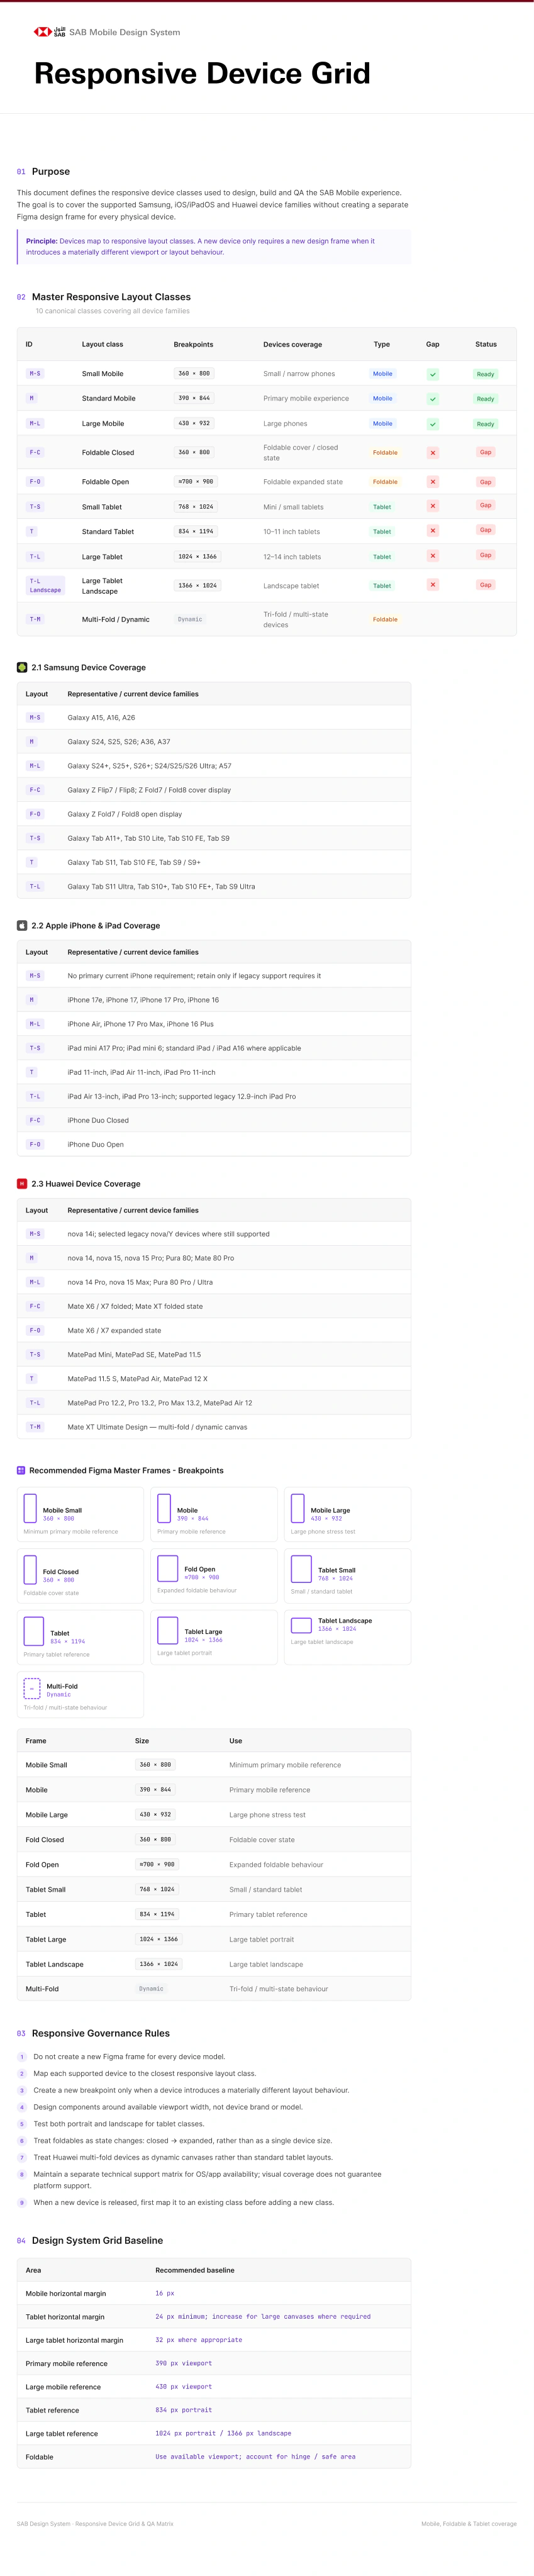 الأول
SAB
SAB Mobile Design System
Responsive Device Grid
01 Purpose
This document defines the responsive device classes used to design, build and QA the SAB Mobile experience.
The goal is to cover the supported Samsung, iOS/iPadOS and Huawei device families without creating a separate
Figma design frame for every physical device.
Principle: Devices map to responsive layout classes. A new device only requires a new design frame when it
introduces a materially different viewport or layout behaviour.
02 Master Responsive Layout Classes
10 canonical classes covering all device families
ID Layout class Breakpoints Devices coverage Type Gap Status
M-S Small Mobile 360 × 800 Small / narrow phones Mobile ✓ Ready
M Standard Mobile 390 × 844 Primary mobile experience Mobile ✓ Ready
M-L Large Mobile 430 × 932 Large phones Mobile ✓ Ready
F-C Foldable Closed 360 × 800 Foldable cover / closed
state Foldable ✕ Gap
F-O Foldable Open ≈700 × 900 Foldable expanded state Foldable ✕ Gap
T-S Small Tablet 768 × 1024 Mini / small tablets Tablet ✕ Gap
T Standard Tablet 834 × 1194 10–11 inch tablets Tablet ✕ Gap
T-L Large Tablet 1024 × 1366 12–14 inch tablets Tablet ✕ Gap
T-L
Landscape Large Tablet
Landscape 1366 × 1024 Landscape tablet Tablet ✕ Gap
T-M Multi-Fold / Dynamic Dynamic Tri-fold / multi-state
devices Foldable
2.1 Samsung Device Coverage
Layout Representative / current device families
M-S Galaxy A15, A16, A26
M Galaxy S24, S25, S26; A36, A37
M-L Galaxy S24+, S25+, S26+; S24/S25/S26 Ultra; A57
F-C Galaxy Z Flip7 / Flip8; Z Fold7 / Fold8 cover display
F-O Galaxy Z Fold7 / Fold8 open display
T-S Galaxy Tab A11+, Tab S10 Lite, Tab S10 FE, Tab S9
T Galaxy Tab S11, Tab S10 FE, Tab S9 / S9+
T-L Galaxy Tab S11 Ultra, Tab S10+, Tab S10 FE+, Tab S9 Ultra
2.2 Apple iPhone & iPad Coverage
Layout Representative / current device families
M-S No primary current iPhone requirement; retain only if legacy support requires it
M iPhone 17e, iPhone 17, iPhone 17 Pro, iPhone 16
M-L iPhone Air, iPhone 17 Pro Max, iPhone 16 Plus
T-S iPad mini A17 Pro; iPad mini 6; standard iPad / iPad A16 where applicable
T iPad 11-inch, iPad Air 11-inch, iPad Pro 11-inch
T-L iPad Air 13-inch, iPad Pro 13-inch; supported legacy 12.9-inch iPad Pro
F-C iPhone Duo Closed
F-O iPhone Duo Open
H 2.3 Huawei Device Coverage
Layout Representative / current device families
M-S nova 14i; selected legacy nova/Y devices where still supported
M nova 14, nova 15, nova 15 Pro; Pura 80; Mate 80 Pro
M-L nova 14 Pro, nova 15 Max; Pura 80 Pro / Ultra
F-C Mate X6 / X7 folded; Mate XT folded state
F-O Mate X6 / X7 expanded state
T-S MatePad Mini, MatePad SE, MatePad 11.5
T MatePad 11.5 S, MatePad Air, MatePad 12 X
T-L MatePad Pro 12.2, Pro 13.2, Pro Max 13.2, MatePad Air 12
T-M Mate XT Ultimate Design — multi-fold / dynamic canvas
Recommended Figma Master Frames - Breakpoints
Mobile Small
360 × 800
Minimum primary mobile reference
Mobile
390 × 844
Primary mobile reference
Mobile Large
430 × 932
Large phone stress test
Fold Closed
360 × 800
Foldable cover state
Fold Open
≈700 × 900
Expanded foldable behaviour
Tablet Small
768 × 1024
Small / standard tablet
Tablet
834 × 1194
Primary tablet reference
Tablet Large
1024 × 1366
Large tablet portrait
Tablet Landscape
1366 × 1024
Large tablet landscape
Multi-Fold
Dynamic
Tri-fold / multi-state behaviour
Frame Size Use
Mobile Small 360 × 800 Minimum primary mobile reference
Mobile 390 × 844 Primary mobile reference
Mobile Large 430 × 932 Large phone stress test
Fold Closed 360 × 800 Foldable cover state
Fold Open ≈700 × 900 Expanded foldable behaviour
Tablet Small 768 × 1024 Small / standard tablet
Tablet 834 × 1194 Primary tablet reference
Tablet Large 1024 × 1366 Large tablet portrait
Tablet Landscape 1366 × 1024 Large tablet landscape
Multi-Fold Dynamic Tri-fold / multi-state behaviour
03 Responsive Governance Rules
1 Do not create a new Figma frame for every device model.
2 Map each supported device to the closest responsive layout class.
3 Create a new breakpoint only when a device introduces a materially different layout behaviour.
4 Design components around available viewport width, not device brand or model.
5 Test both portrait and landscape for tablet classes.
6 Treat foldables as state changes: closed → expanded, rather than as a single device size.
7 Treat Huawei multi-fold devices as dynamic canvases rather than standard tablet layouts.
8 Maintain a separate technical support matrix for OS/app availability; visual coverage does not guarantee
platform support.
9 When a new device is released, first map it to an existing class before adding a new class.
04 Design System Grid Baseline
Area Recommended baseline
Mobile horizontal margin 16 px
Tablet horizontal margin 24 px minimum; increase for large canvases where required
Large tablet horizontal margin 32 px where appropriate
Primary mobile reference 390 px viewport
Large mobile reference 430 px viewport
Tablet reference 834 px portrait
Large tablet reference 1024 px portrait / 1366 px landscape
Foldable Use available viewport; account for hinge / safe area
SAB Design System · Responsive Device Grid & QA Matrix
Mobile, Foldable & Tablet coverage